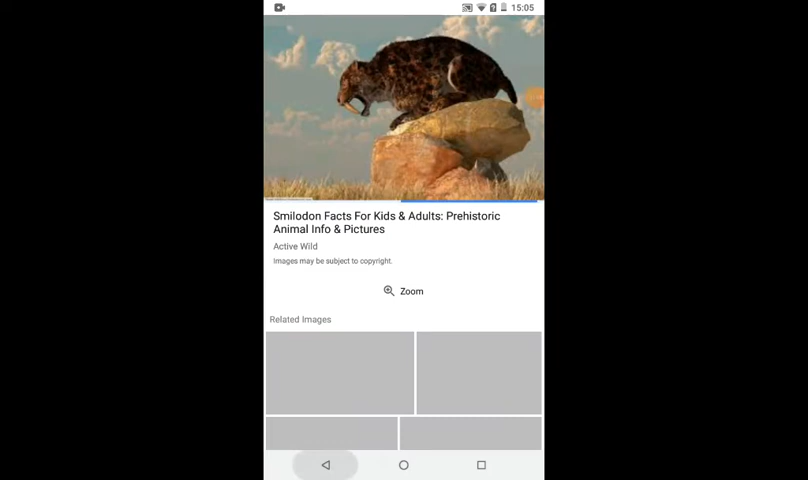 15:05
Smilodon Facts For Kids & Adults: Prehistoric
Animal Info & Pictures
Active Wild
Images may be subject to copyright.
Zoom
Related Images